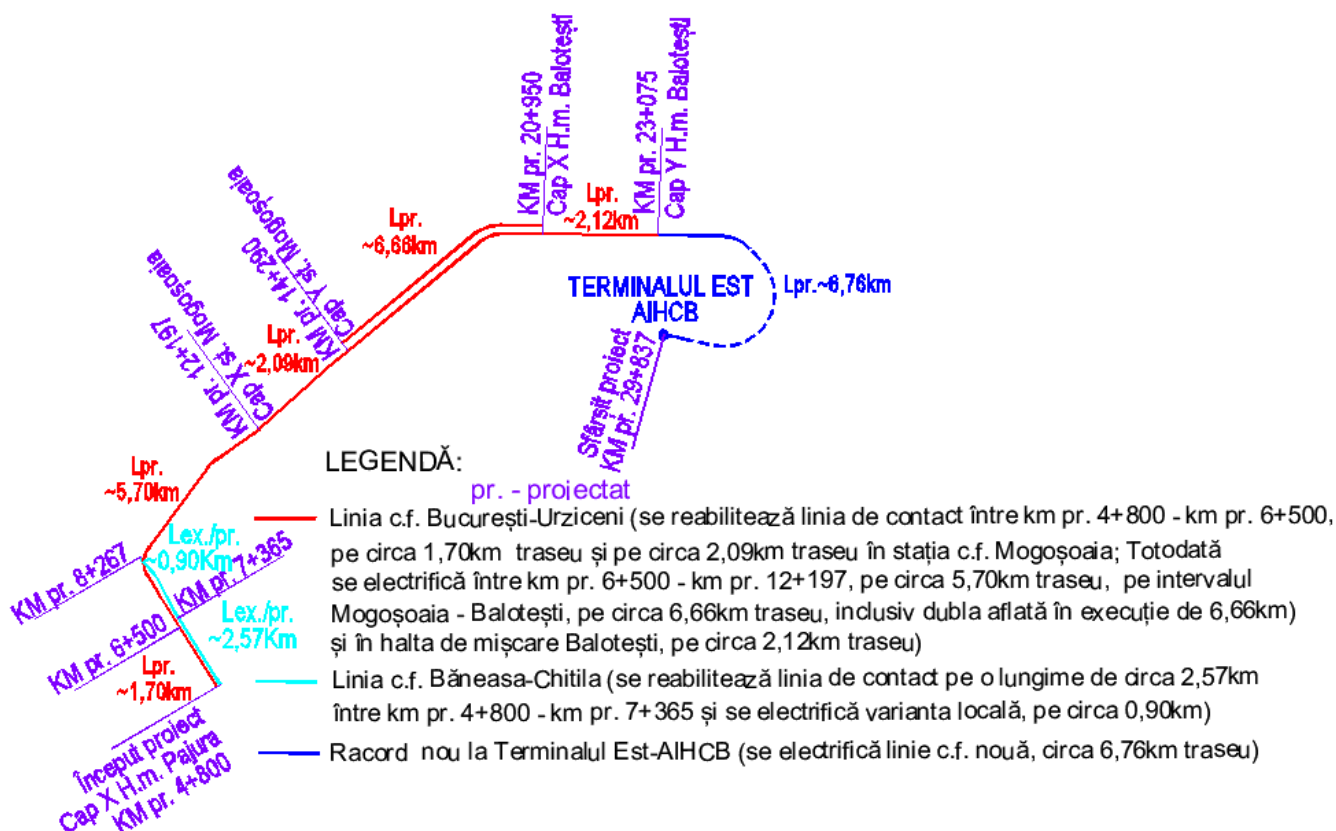 KM pr. 20+950
Cap X H.m. Balotești
KM pr. 23+075
Cap Y H.m. Balotești
Lpr.
~2,12km
Lpr.
~6,66km
KM pr. 14+290
Cap Y st. Mogoșoaia
KM pr. 12+197
Cap X st. Mogoșoaia
Lpr.
~2,09km
TERMINALUL EST
AIHCB
Lpr.~6,76km
Sfârșit proiect
KM pr. 29+837
Lpr.
~5,70km
Lex./pr.
~0,90Km
KM pr. 8+267
KM pr. 7+365
Lex./pr.
~2,57Km
KM pr. 6+500
Lpr.
~1,70km
Început proiect
Cap X H.m. Pajura
KM pr. 4+800
LEGENDĂ:
pr. - proiectat
Linia c.f. București-Urziceni (se reabilitează linia de contact între km pr. 4+800 - km pr. 6+500,
pe circa 1,70km traseu și pe circa 2,09km traseu în stația c.f. Mogoșoaia; Totodată
se electrifică între km pr. 6+500 - km pr. 12+197, pe circa 5,70km traseu, pe intervalul
Mogoșoaia - Balotești, pe circa 6,66km traseu, inclusiv dubla aflată în execuție de 6,66km)
și în halta de mișcare Balotești, pe circa 2,12km traseu)
Linia c.f. Băneasa-Chitila (se reabilitează linia de contact pe o lungime de circa 2,57km
între km pr. 4+800 - km pr. 7+365 și se electrifică varianta locală, pe circa 0,90km)
Racord nou la Terminalul Est-AIHCB (se electrifică linie c.f. nouă, circa 6,76km traseu)